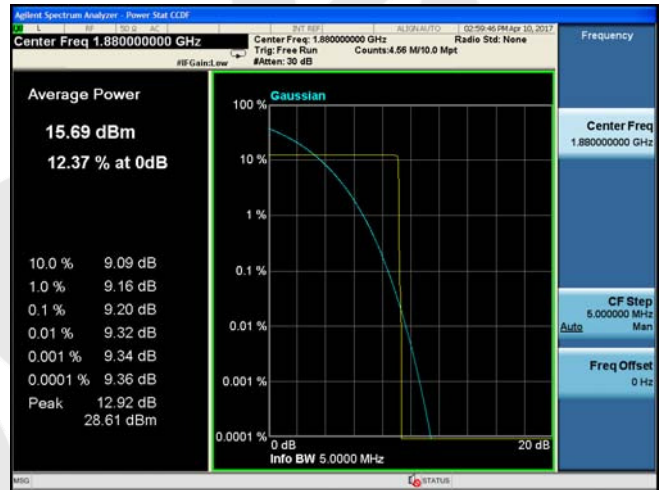 Agilent Spectrum Analyzer - Power Stat CCDF
L RF 50 Ω AC INT REF ALIGN AUTO 02:59:46 PM Apr 10, 2017
Center Freq 1.880000000 GHz
#IFGain:Low
Center Freq: 1.880000000 GHz Radio Std: None
Trig: Free Run Counts:4.56 M/10.0 Mpt
#Atten: 30 dB
Frequency
Average Power
15.69 dBm
12.37 % at 0dB
10.0 % 9.09 dB
1.0 % 9.16 dB
0.1 % 9.20 dB
0.01 % 9.32 dB
0.001 % 9.34 dB
0.0001 % 9.36 dB
Peak 12.92 dB
28.61 dBm
Gaussian
100 %
10 %
1 %
0.1 %
0.01 %
0.001 %
0.0001 %
0 dB 20 dB
Info BW 5.0000 MHz
Center Freq
1.880000000 GHz
CF Step
5.000000 MHz
Auto Man
Freq Offset
0 Hz
MSG STATUS